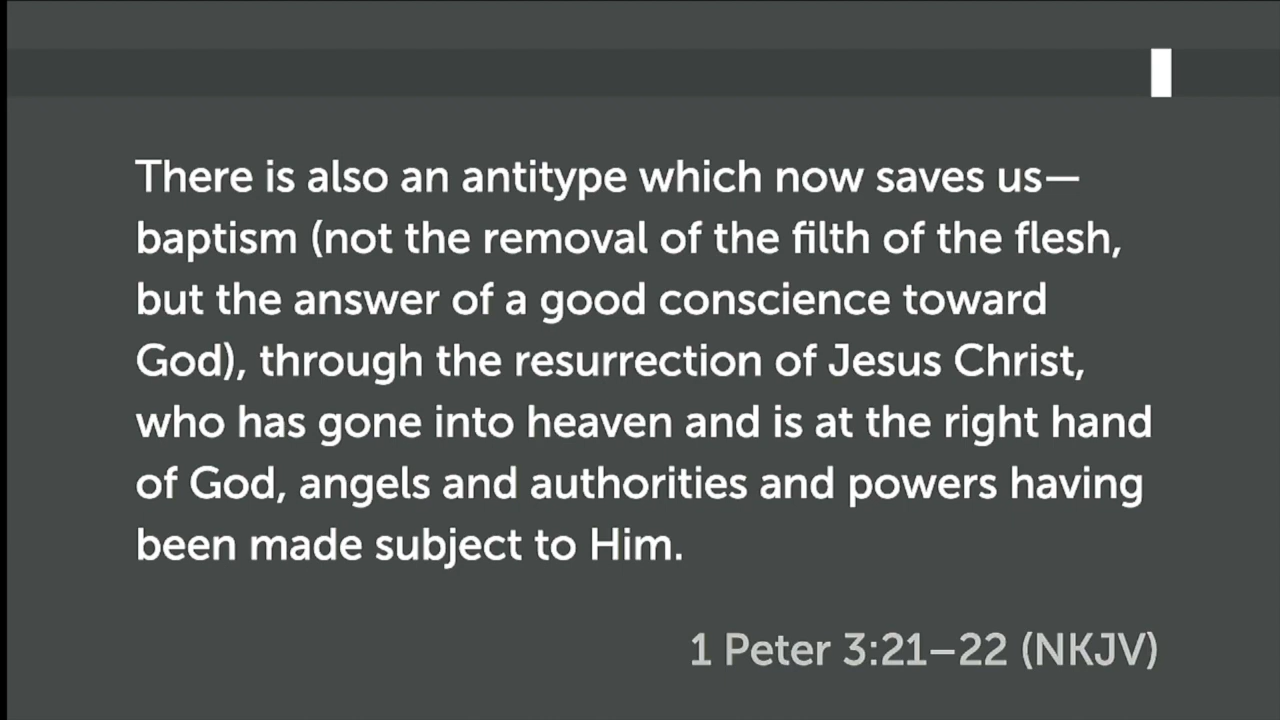 There is also an antitype which now saves us—
baptism (not the removal of the filth of the flesh,
but the answer of a good conscience toward
God), through the resurrection of Jesus Christ,
who has gone into heaven and is at the right hand
of God, angels and authorities and powers having
been made subject to Him.
1 Peter 3:21–22 (NKJV)